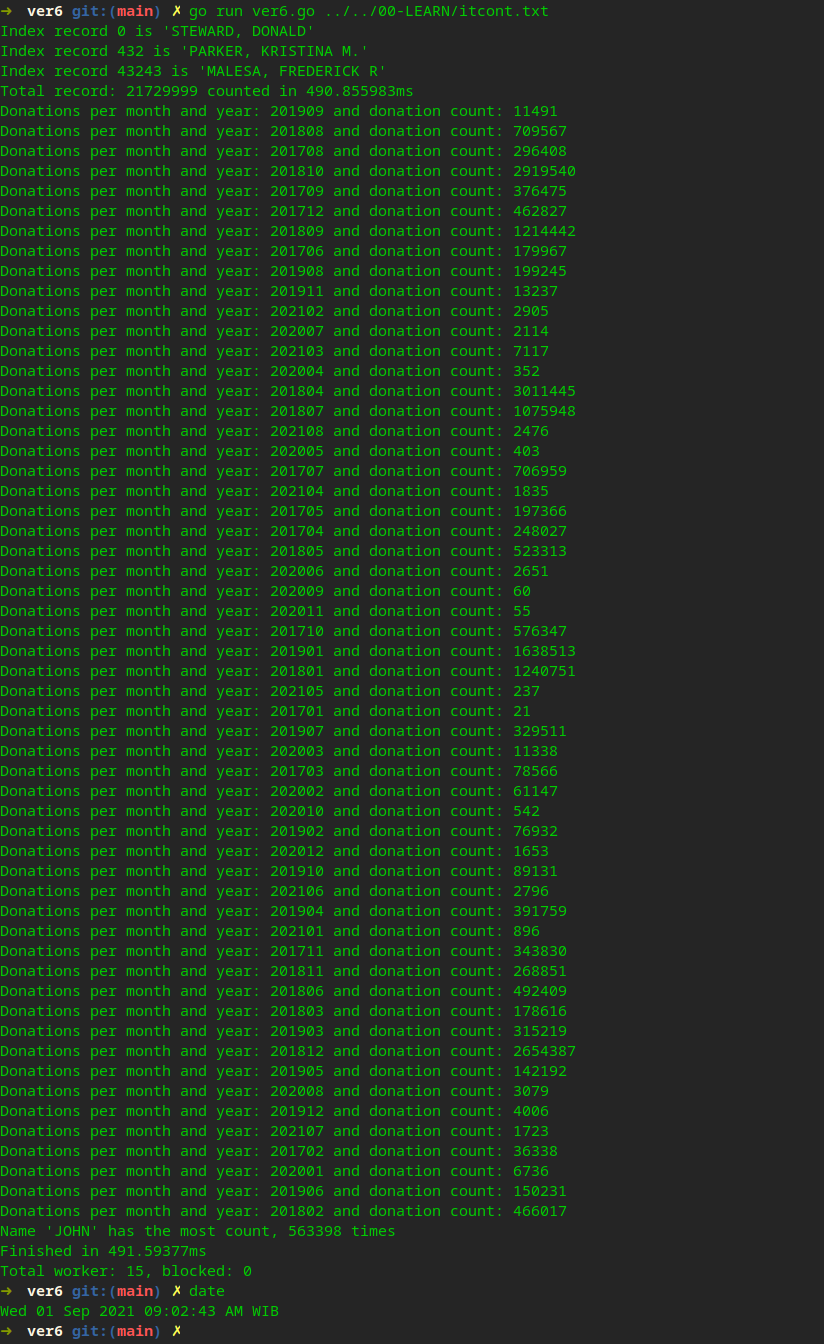 ➜  ver6 git:(main) ✗ go run ver6.go ../../00-LEARN/itcont.txt
Index record 0 is 'STEWARD, DONALD'
Index record 432 is 'PARKER, KRISTINA M.'
Index record 43243 is 'MALESA, FREDERICK R'
Total record: 21729999 counted in 490.855983ms
Donations per month and year: 201909 and donation count: 11491
Donations per month and year: 201808 and donation count: 709567
Donations per month and year: 201708 and donation count: 296408
Donations per month and year: 201810 and donation count: 2919540
Donations per month and year: 201709 and donation count: 376475
Donations per month and year: 201712 and donation count: 462827
Donations per month and year: 201809 and donation count: 1214442
Donations per month and year: 201706 and donation count: 179967
Donations per month and year: 201908 and donation count: 199245
Donations per month and year: 201911 and donation count: 13237
Donations per month and year: 202102 and donation count: 2905
Donations per month and year: 202007 and donation count: 2114
Donations per month and year: 202103 and donation count: 7117
Donations per month and year: 202004 and donation count: 352
Donations per month and year: 201804 and donation count: 3011445
Donations per month and year: 201807 and donation count: 1075948
Donations per month and year: 202108 and donation count: 2476
Donations per month and year: 202005 and donation count: 403
Donations per month and year: 201707 and donation count: 706959
Donations per month and year: 202104 and donation count: 1835
Donations per month and year: 201705 and donation count: 197366
Donations per month and year: 201704 and donation count: 248027
Donations per month and year: 201805 and donation count: 523313
Donations per month and year: 202006 and donation count: 2651
Donations per month and year: 202009 and donation count: 60
Donations per month and year: 202011 and donation count: 55
Donations per month and year: 201710 and donation count: 576347
Donations per month and year: 201901 and donation count: 1638513
Donations per month and year: 201801 and donation count: 1240751
Donations per month and year: 202105 and donation count: 237
Donations per month and year: 201701 and donation count: 21
Donations per month and year: 201907 and donation count: 329511
Donations per month and year: 202003 and donation count: 11338
Donations per month and year: 201703 and donation count: 78566
Donations per month and year: 202002 and donation count: 61147
Donations per month and year: 202010 and donation count: 542
Donations per month and year: 201902 and donation count: 76932
Donations per month and year: 202012 and donation count: 1653
Donations per month and year: 201910 and donation count: 89131
Donations per month and year: 202106 and donation count: 2796
Donations per month and year: 201904 and donation count: 391759
Donations per month and year: 202101 and donation count: 896
Donations per month and year: 201711 and donation count: 343830
Donations per month and year: 201811 and donation count: 268851
Donations per month and year: 201806 and donation count: 492409
Donations per month and year: 201803 and donation count: 178616
Donations per month and year: 201903 and donation count: 315219
Donations per month and year: 201812 and donation count: 2654387
Donations per month and year: 201905 and donation count: 142192
Donations per month and year: 202008 and donation count: 3079
Donations per month and year: 201912 and donation count: 4006
Donations per month and year: 202107 and donation count: 1723
Donations per month and year: 201702 and donation count: 36338
Donations per month and year: 202001 and donation count: 6736
Donations per month and year: 201906 and donation count: 150231
Donations per month and year: 201802 and donation count: 466017
Name 'JOHN' has the most count, 563398 times
Finished in 491.59377ms
Total worker: 15, blocked: 0
➜  ver6 git:(main) ✗ date
Wed 01 Sep 2021 09:02:43 AM WIB
➜  ver6 git:(main) ✗